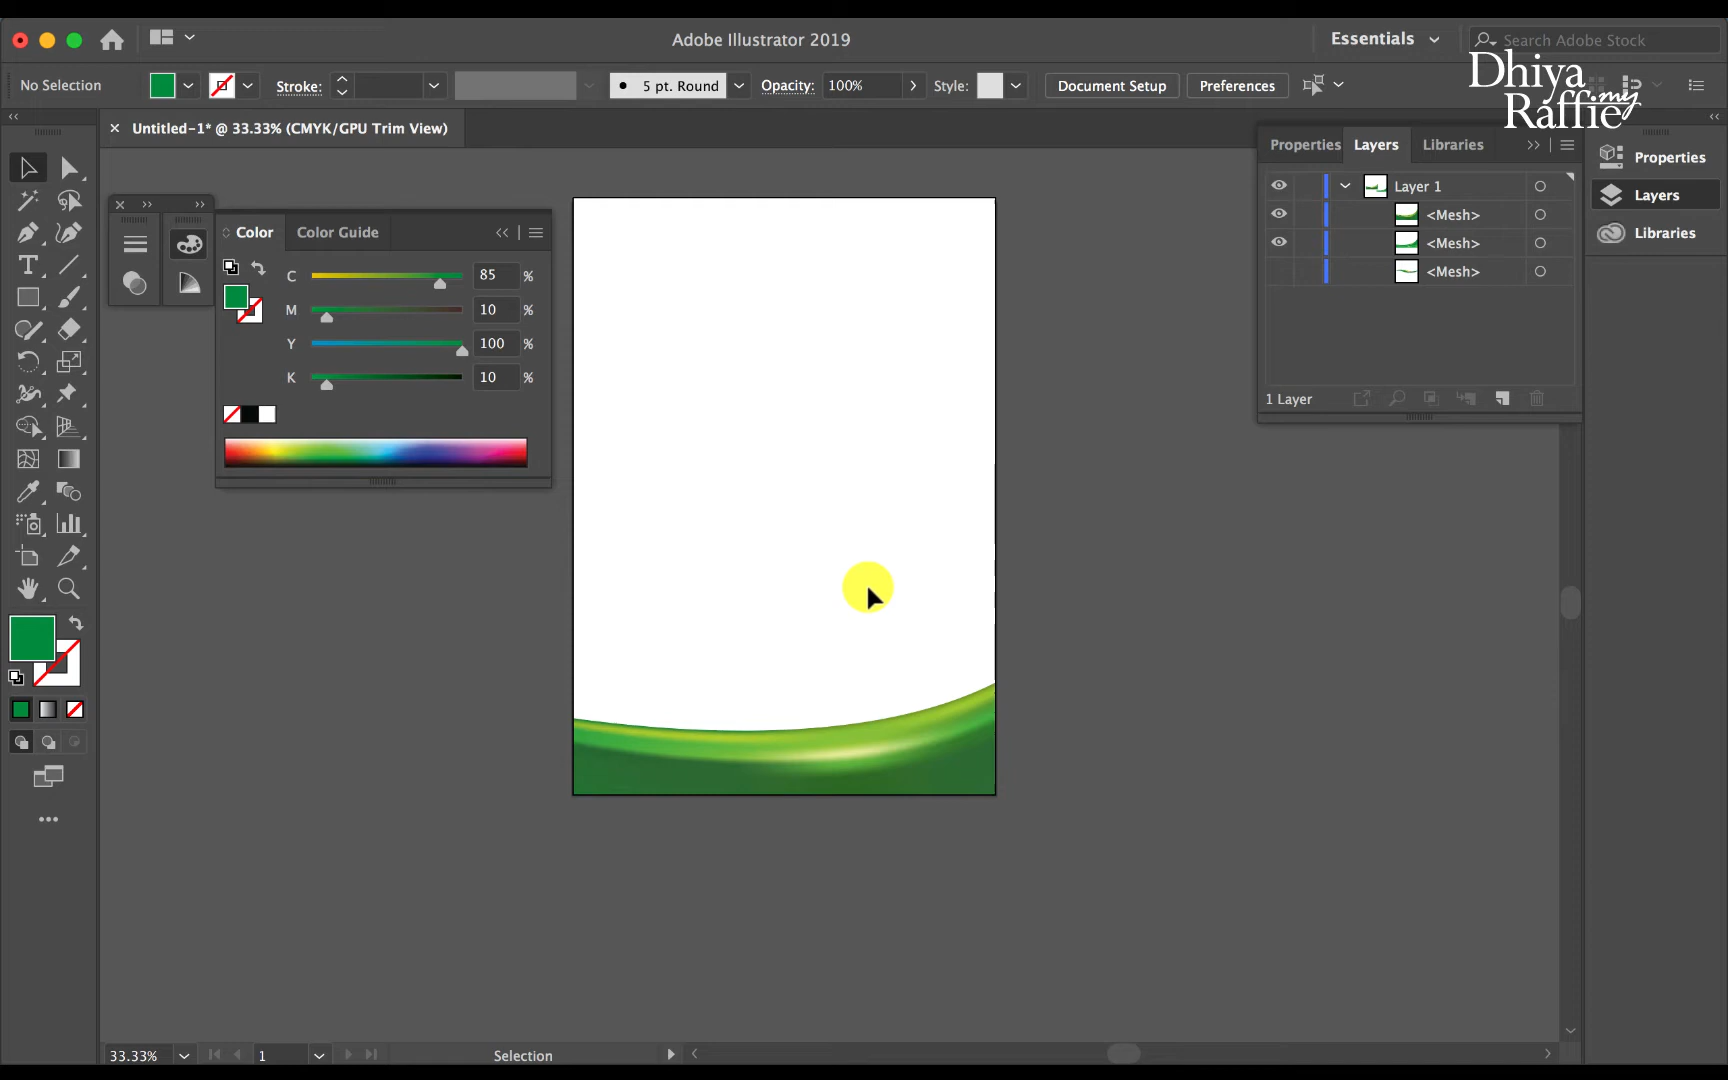 Adobe Illustrator 2019
Essentials
Search Adobe Stock
Dhiya
Raffie.my
No Selection
Stroke:
5 pt. Round
Opacity:
100%
Style:
Document Setup
Preferences
Untitled-1* @ 33.33% (CMYK/GPU Trim View)
Color
Color Guide
C 85 %
M 10 %
Y 100 %
K 10 %
Properties
Layers
Libraries
Layer 1
<Mesh>
<Mesh>
<Mesh>
1 Layer
Properties
Layers
Libraries
33.33%
1
Selection